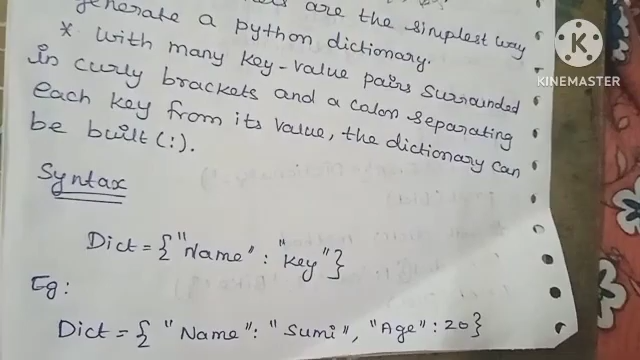 are the simplest way
generate a python dictionary.
* With many key-value pairs surrounded
in curly brackets and a colon separating
each key from its value, the dictionary can
be built (:).
Syntax
Dict = { "Name" : "Key" }
Eg:
Dict = { "Name": "Sumi", "Age": 20}
K
KINEMASTER